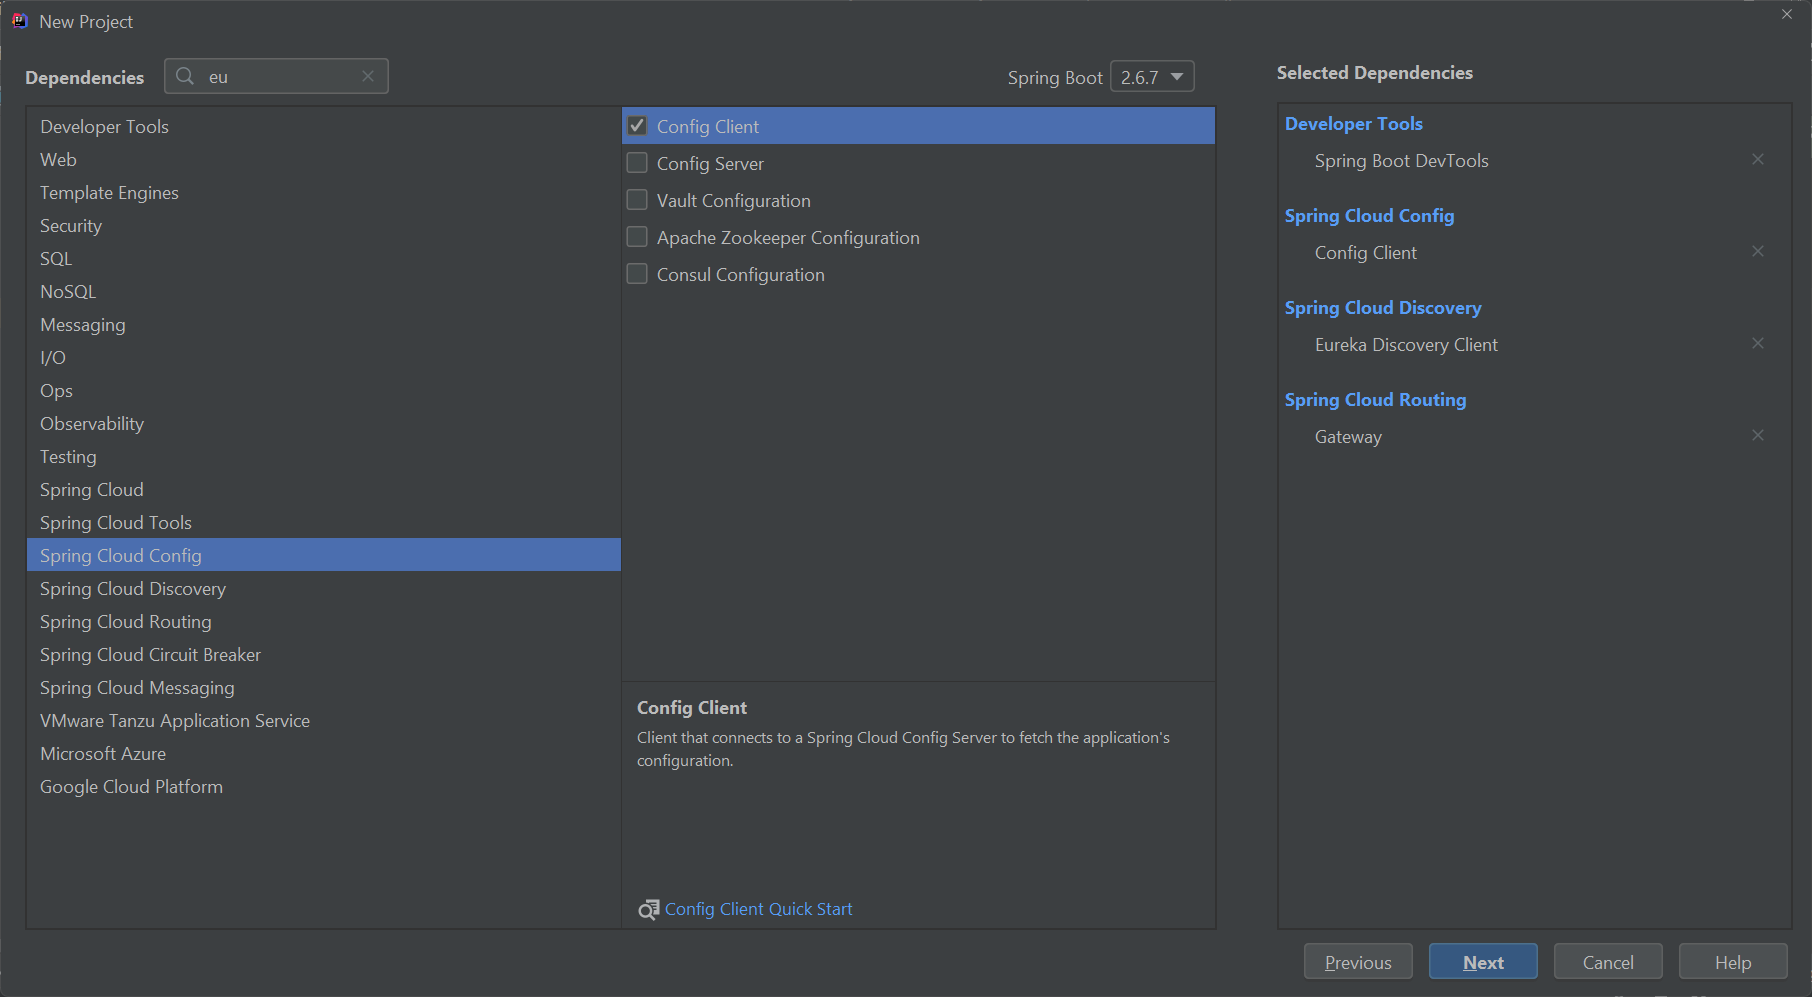 New Project
Dependencies
eu
Spring Boot 2.6.7
Developer Tools
Web
Template Engines
Security
SQL
NoSQL
Messaging
I/O
Ops
Observability
Testing
Spring Cloud
Spring Cloud Tools
Spring Cloud Config
Spring Cloud Discovery
Spring Cloud Routing
Spring Cloud Circuit Breaker
Spring Cloud Messaging
VMware Tanzu Application Service
Microsoft Azure
Google Cloud Platform
Config Client
Config Server
Vault Configuration
Apache Zookeeper Configuration
Consul Configuration
Config Client
Client that connects to a Spring Cloud Config Server to fetch the application's
configuration.
Config Client Quick Start
Selected Dependencies
Developer Tools
Spring Boot DevTools
Spring Cloud Config
Config Client
Spring Cloud Discovery
Eureka Discovery Client
Spring Cloud Routing
Gateway
Previous
Next
Cancel
Help